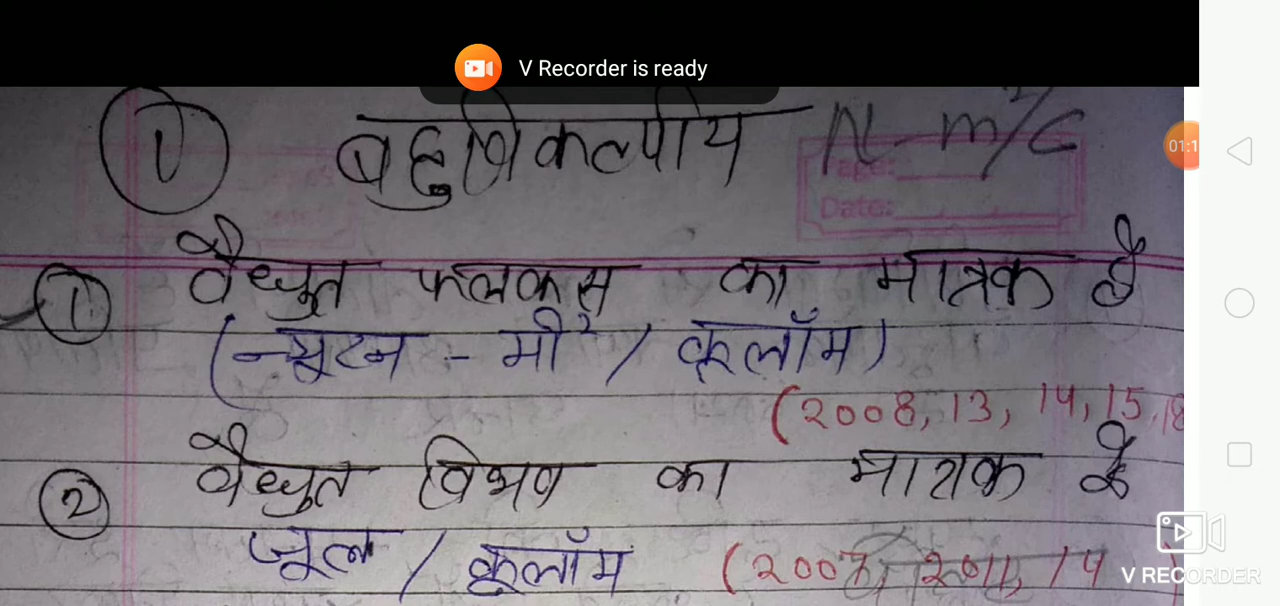 V Recorder is ready
① बहुविकल्पीय N-m²/C
01:1
Page:
Date:
① वैधुत फलकस का मात्रक है
(न्यूटन - मी² / कूलॉम)
(2008, 13, 14, 15, 18
② वैधुत विभव का मात्रक है
जूल / कूलॉम (2007, 2011, 14
V RECORDER